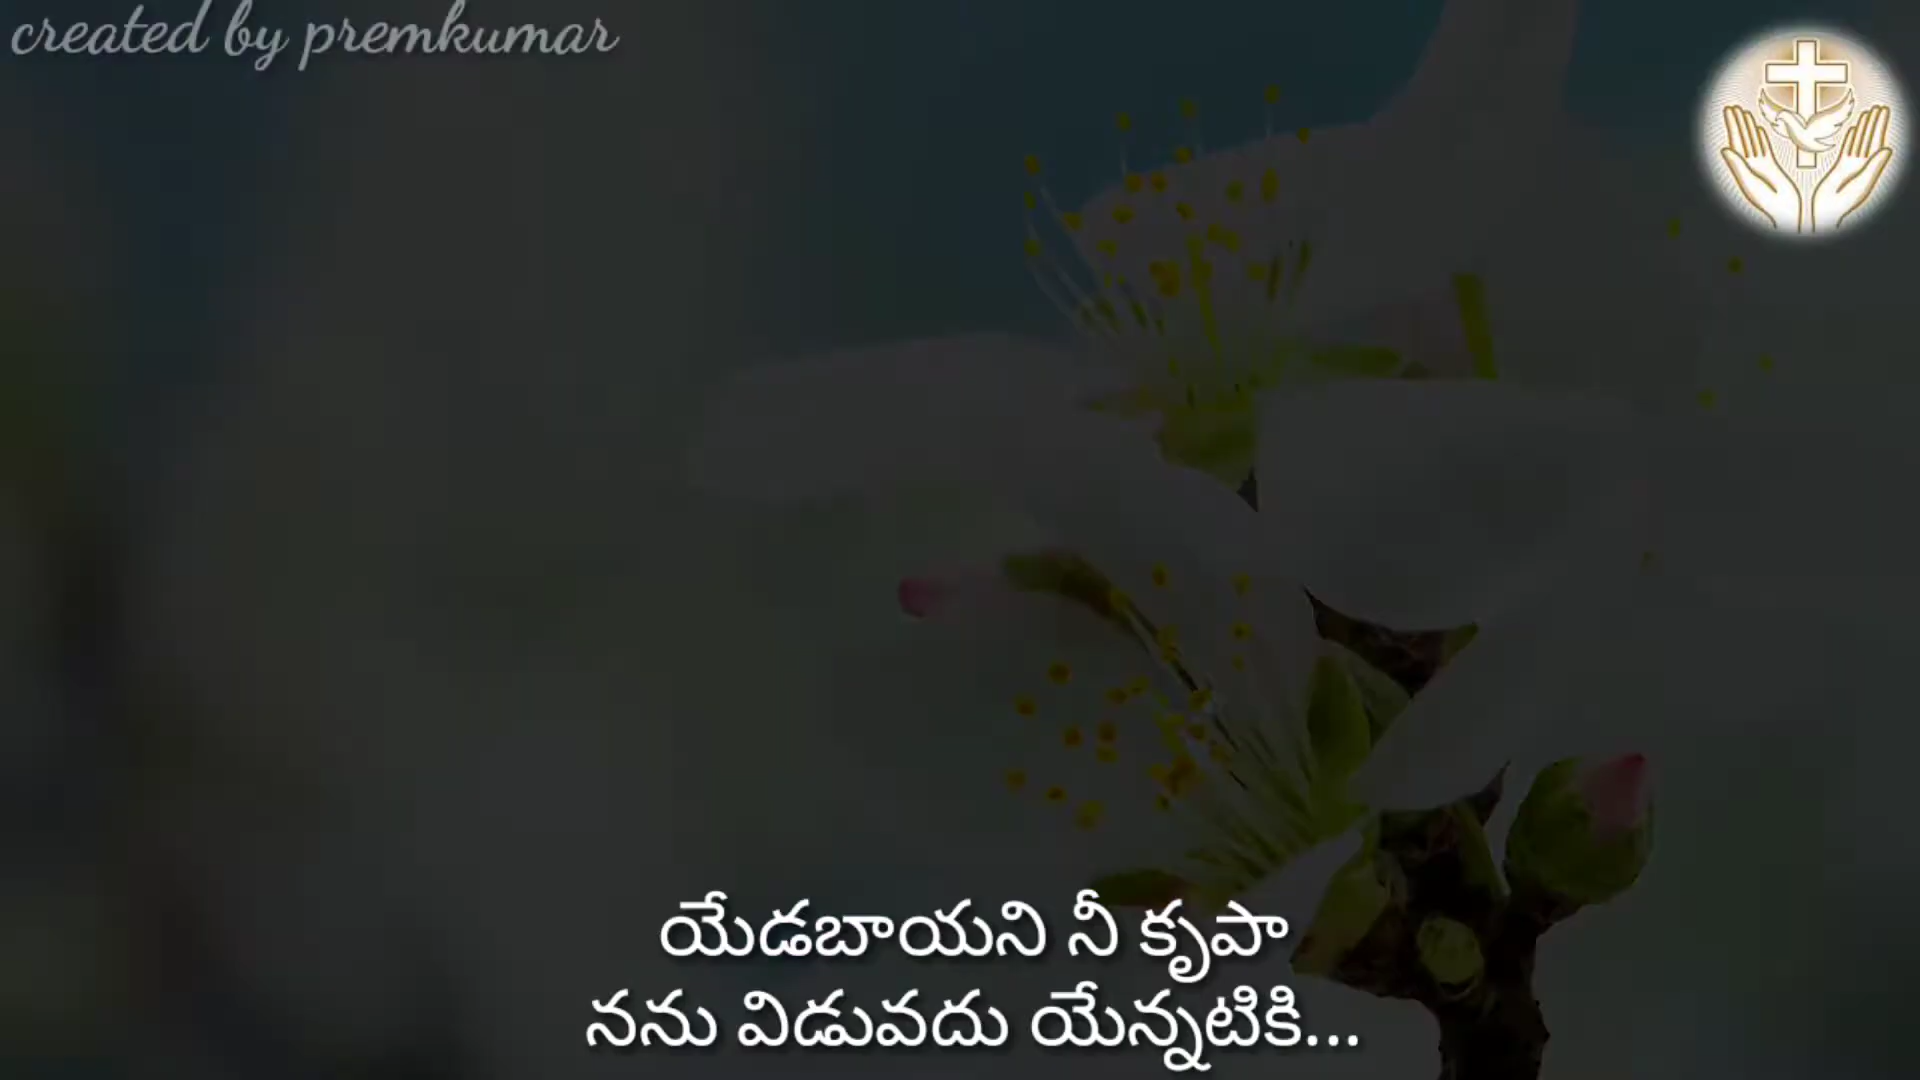 created by premkumar
యేడబాయని నీ కృపా
నను విడువదు యేన్నటికి...